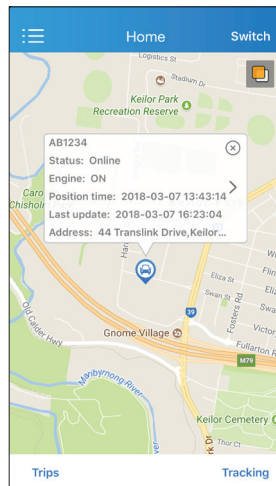 Home
Switch
Logistics St
Stadium Dr
Keilor Park
Recreation Reserve
AB1234
Status: Online
Engine: ON
Position time: 2018-03-07 13:43:14
Last update: 2018-03-07 16:23:04
Address: 44 Translink Drive,Keilor...
Caro
Chisholm
Eliza St
Swan St
Fosters Rd
39
Victor
Old Calder Hwy
Gnome Village
Fullarton R
M79
Maribyrnong River
Keilor Cemetery
Thor Ct
k Dr
Trips
Tracking